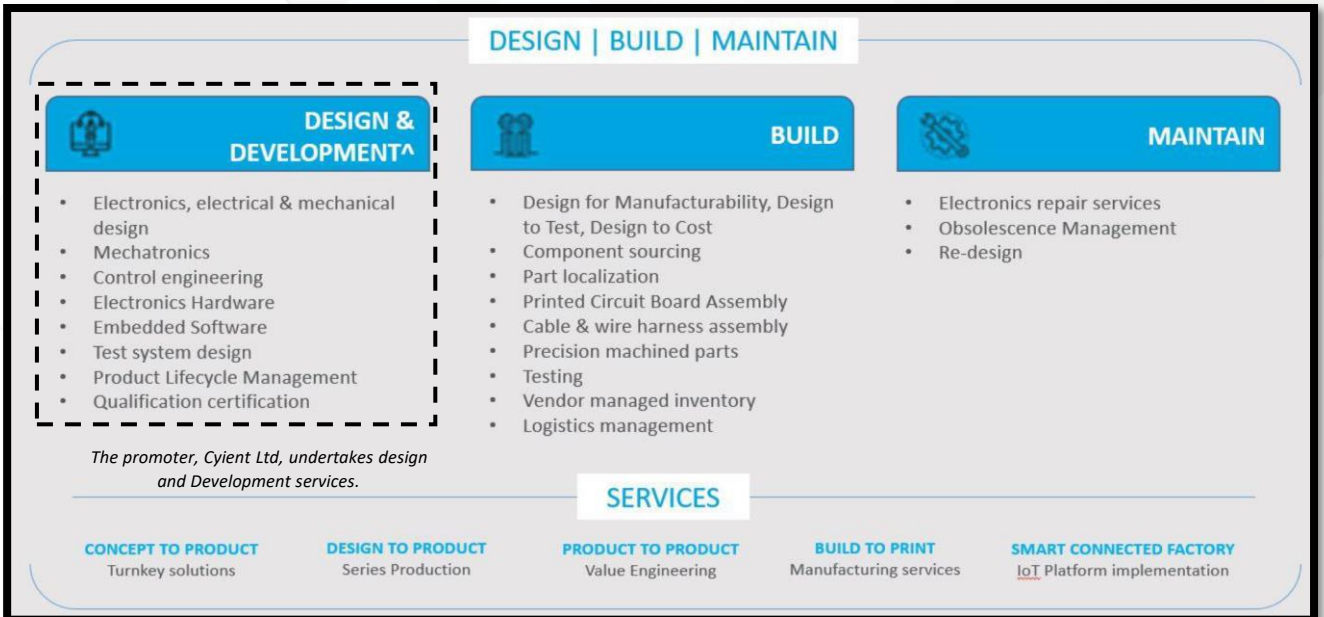 DESIGN | BUILD | MAINTAIN
DESIGN &
DEVELOPMENT^
• Electronics, electrical & mechanical
design
• Mechatronics
• Control engineering
• Electronics Hardware
• Embedded Software
• Test system design
• Product Lifecycle Management
• Qualification certification
The promoter, Cyient Ltd, undertakes design
and Development services.
BUILD
• Design for Manufacturability, Design
to Test, Design to Cost
• Component sourcing
• Part localization
• Printed Circuit Board Assembly
• Cable & wire harness assembly
• Precision machined parts
• Testing
• Vendor managed inventory
• Logistics management
MAINTAIN
• Electronics repair services
• Obsolescence Management
• Re-design
SERVICES
CONCEPT TO PRODUCT
Turnkey solutions
DESIGN TO PRODUCT
Series Production
PRODUCT TO PRODUCT
Value Engineering
BUILD TO PRINT
Manufacturing services
SMART CONNECTED FACTORY
IoT Platform implementation